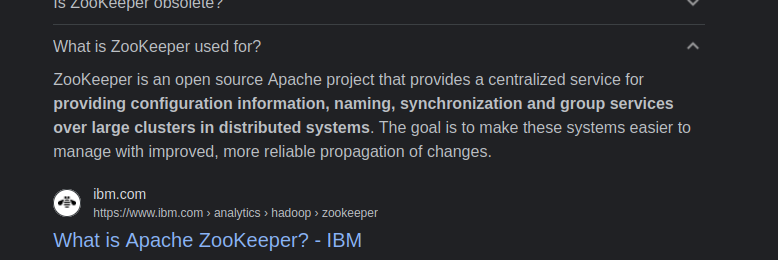 Is ZooKeeper obsolete?
What is ZooKeeper used for?
ZooKeeper is an open source Apache project that provides a centralized service for
providing configuration information, naming, synchronization and group services
over large clusters in distributed systems. The goal is to make these systems easier to
manage with improved, more reliable propagation of changes.
ibm.com
https://www.ibm.com › analytics › hadoop › zookeeper
What is Apache ZooKeeper? - IBM